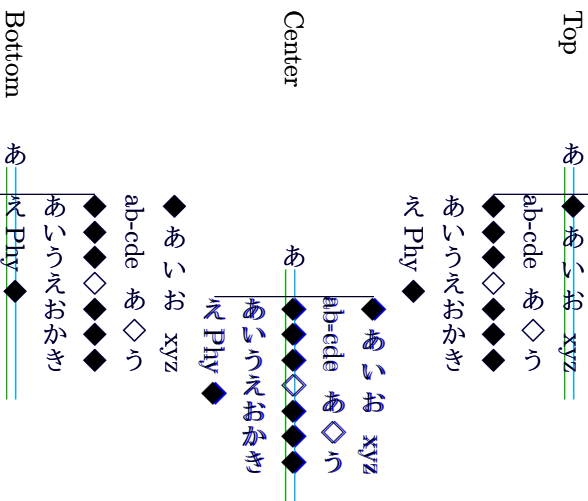 Top
あ
◆あいお xyz
ab-cde あ◇う
◆◆◆◇◆◆◆
あいうえおかき
え Phy◆
Center
あ
◆あいお xyz
ab-cde あ◇う
◆◆◆◇◆◆◆
あいうえおかき
え Phy◆
Bottom
あ
◆あいお xyz
ab-cde あ◇う
◆◆◆◇◆◆◆
あいうえおかき
え Phy◆